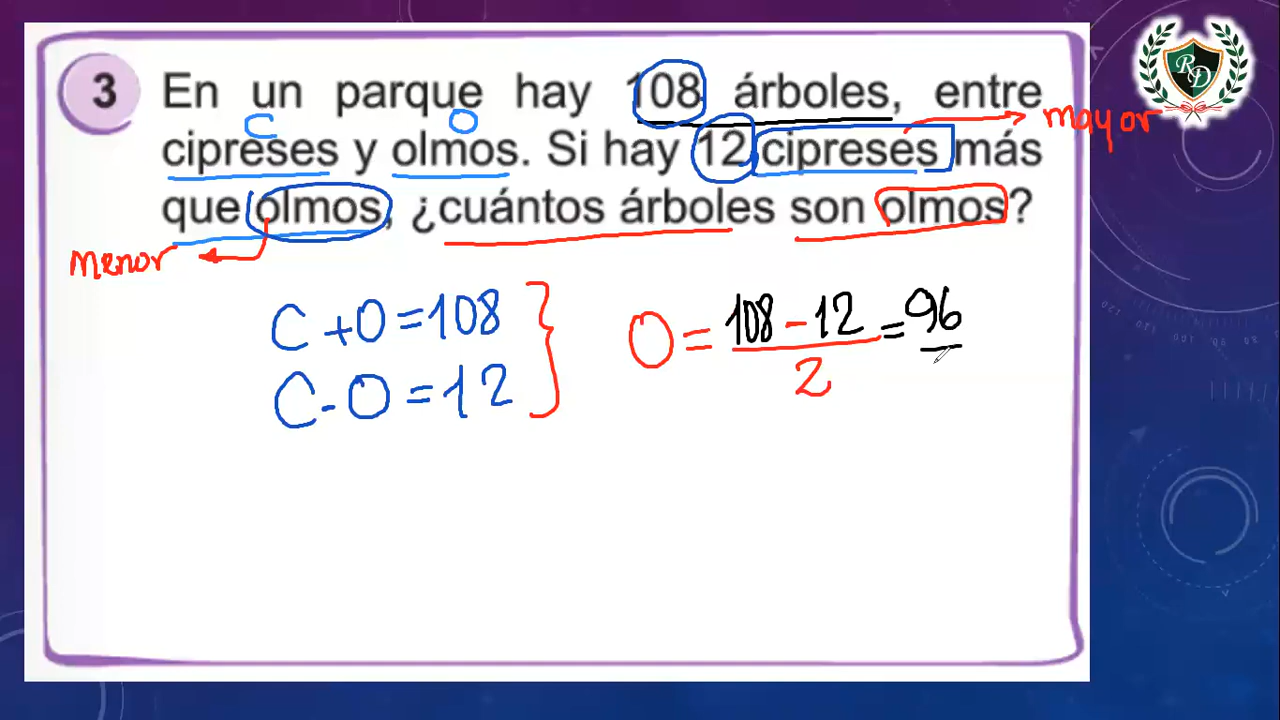 3 En un parque hay 108 árboles, entre
C O mayor
cipreses y olmos. Si hay 12 cipreses más
que olmos, ¿cuántos árboles son olmos?
Menor
C + O = 108
C - O = 12
O = 108 - 12 = 96
2
RD